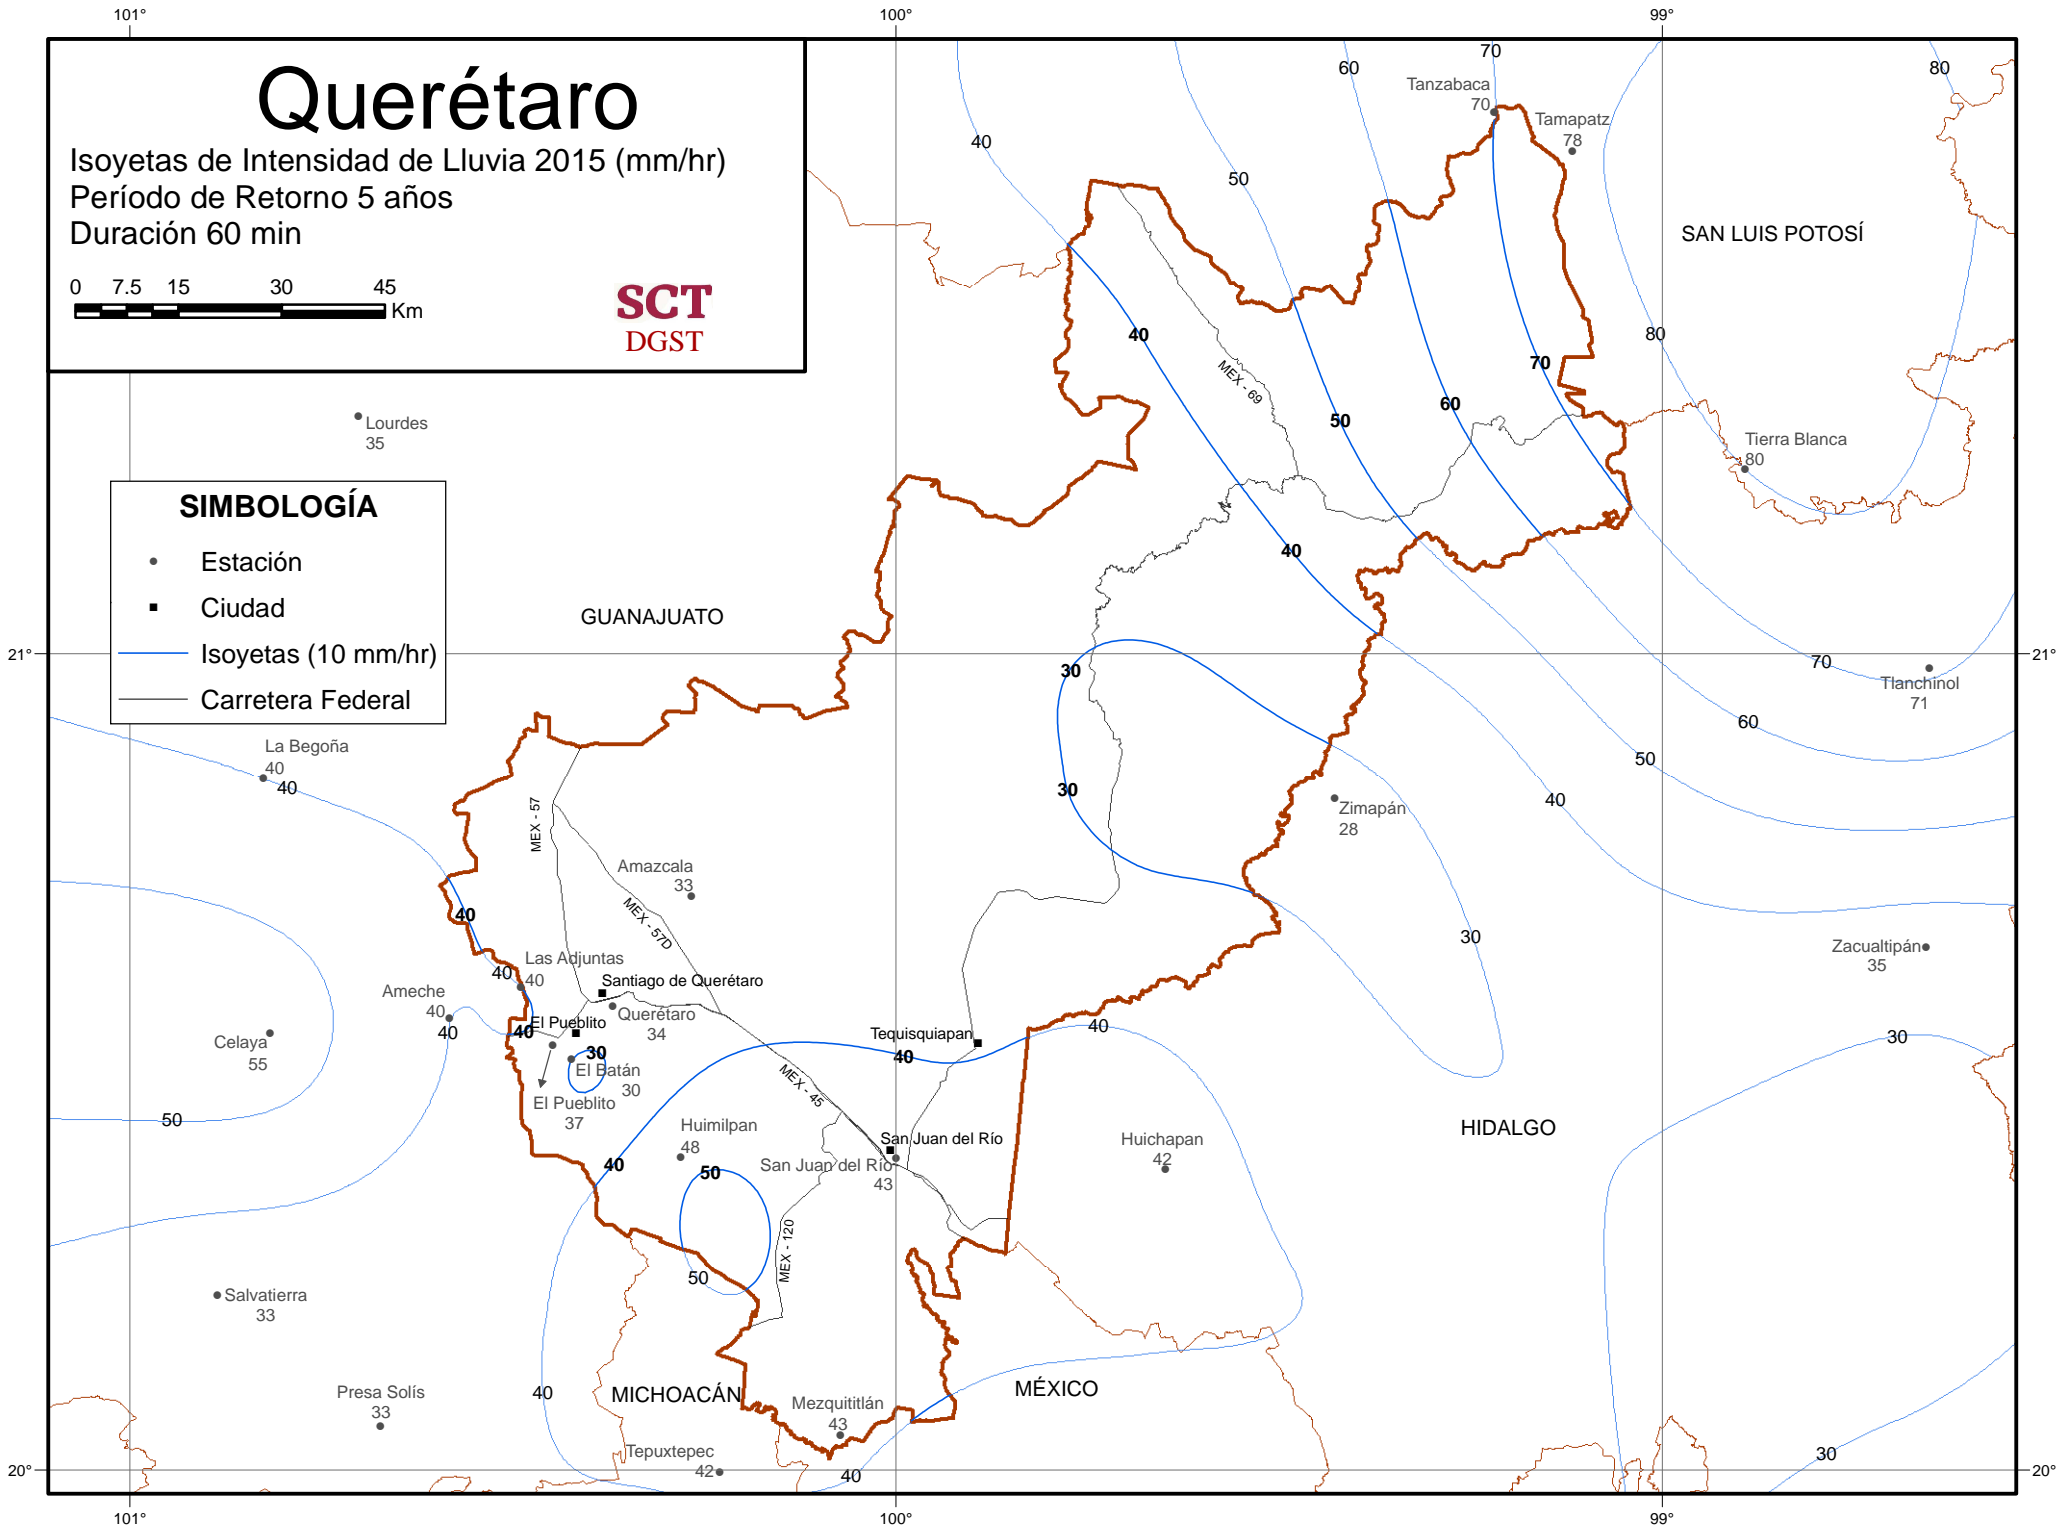 101°
100°
99°
Querétaro
Isoyetas de Intensidad de Lluvia 2015 (mm/hr)
Período de Retorno 5 años
Duración 60 min
0 7.5 15 30 45
Km
SCT
DGST
70
60
80
Tanzabaca
70
Tamapatz
78
40
50
SAN LUIS POTOSÍ
40
80
70
MEX - 69
60
50
Lourdes
35
Tierra Blanca
80
SIMBOLOGÍA
Estación
Ciudad
Isoyetas (10 mm/hr)
Carretera Federal
40
GUANAJUATO
21°
21°
30
70
Tlanchinol
71
60
La Begoña
40
40
50
30
40
Zimapán
28
MEX - 57
Amazcala
33
MEX - 57D
40
30
Zacualtipán
35
Las Adjuntas
40
40
Santiago de Querétaro
Ameche
40
40
Querétaro
34
El Pueblito
40
Celaya
55
30
El Batán
30
El Pueblito
37
Tequisquiapan
40
40
30
MEX - 45
50
Huimilpan
48
50
San Juan del Río
San Juan del Río
43
Huichapan
42
HIDALGO
40
MEX - 120
50
Salvatierra
33
Presa Solís
33
40
MICHOACÁN
Mezquititlán
43
MÉXICO
Tepuxtepec
42
40
30
20°
20°
101°
100°
99°